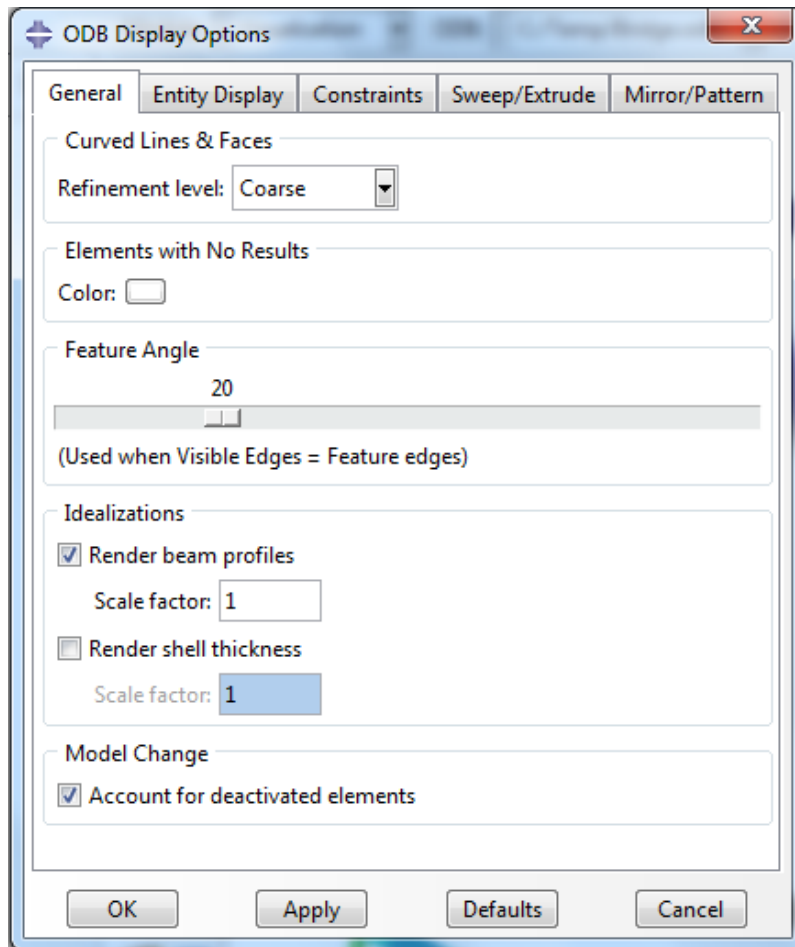 ODB Display Options
General Entity Display Constraints Sweep/Extrude Mirror/Pattern
Curved Lines & Faces
Refinement level: Coarse
Elements with No Results
Color:
Feature Angle
20
(Used when Visible Edges = Feature edges)
Idealizations
Render beam profiles
Scale factor: 1
Render shell thickness
Scale factor: 1
Model Change
Account for deactivated elements
OK Apply Defaults Cancel